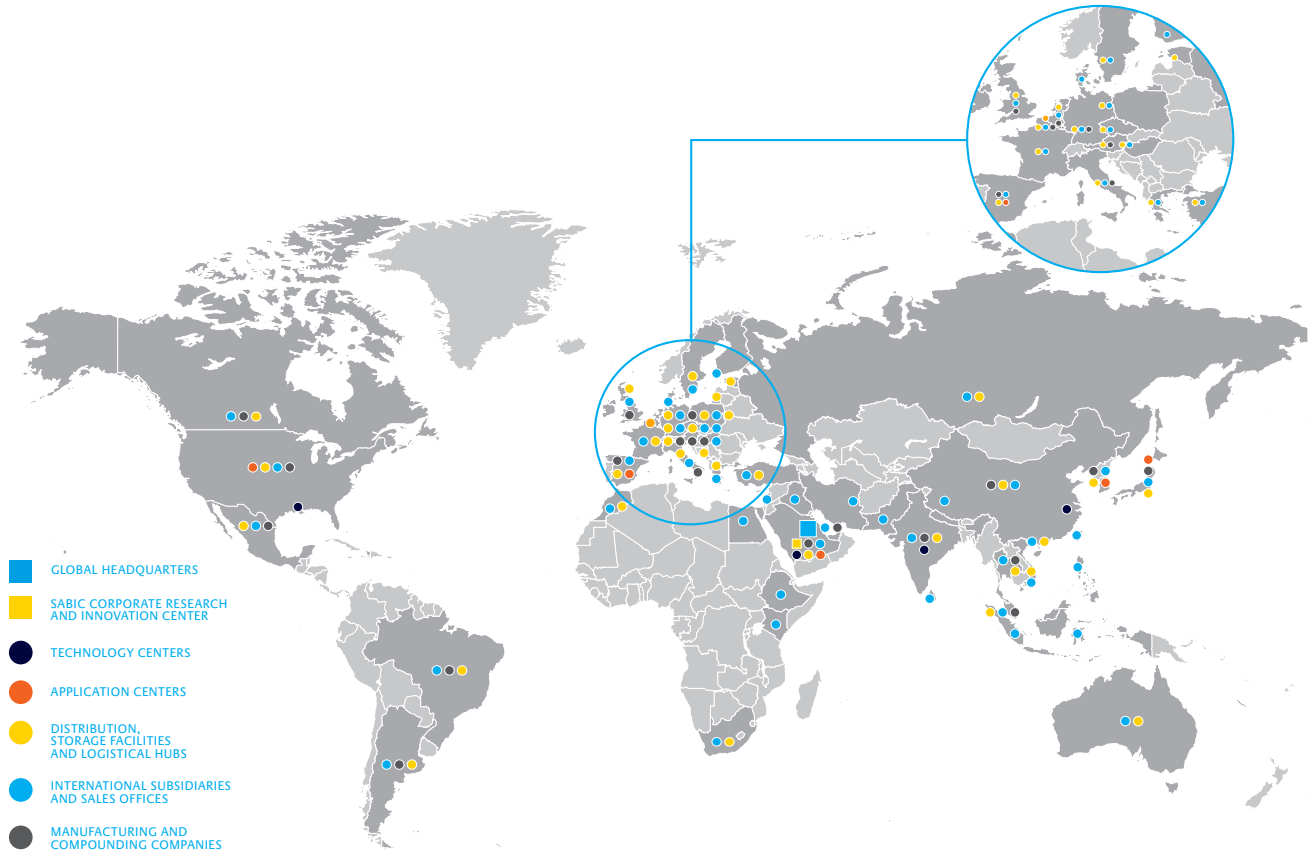 GLOBAL HEADQUARTERS
SABIC CORPORATE RESEARCH
AND INNOVATION CENTER
TECHNOLOGY CENTERS
APPLICATION CENTERS
DISTRIBUTION,
STORAGE FACILITIES
AND LOGISTICAL HUBS
INTERNATIONAL SUBSIDIARIES
AND SALES OFFICES
MANUFACTURING AND
COMPOUNDING COMPANIES